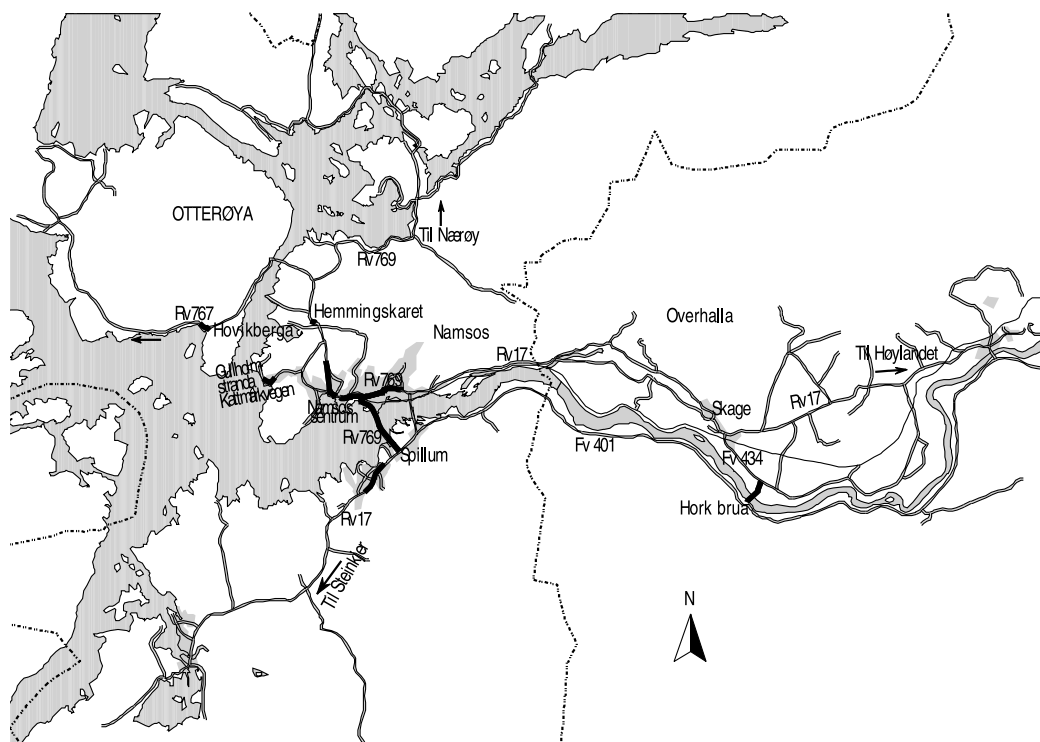 OTTERØYA
Til Nærøy
Rv769
Rv767
Hovikberga
Hemmingskaret
Namsos
Overhalla
Rv17
Til Høylandet
Gullholm-
stranda
Kattmarkvegen
Rv769
Namsos
sentrum
Rv769
Skage
Rv17
Spillum
Fv 401
Fv 434
Hork brua
Rv17
Til Steinkjer
N